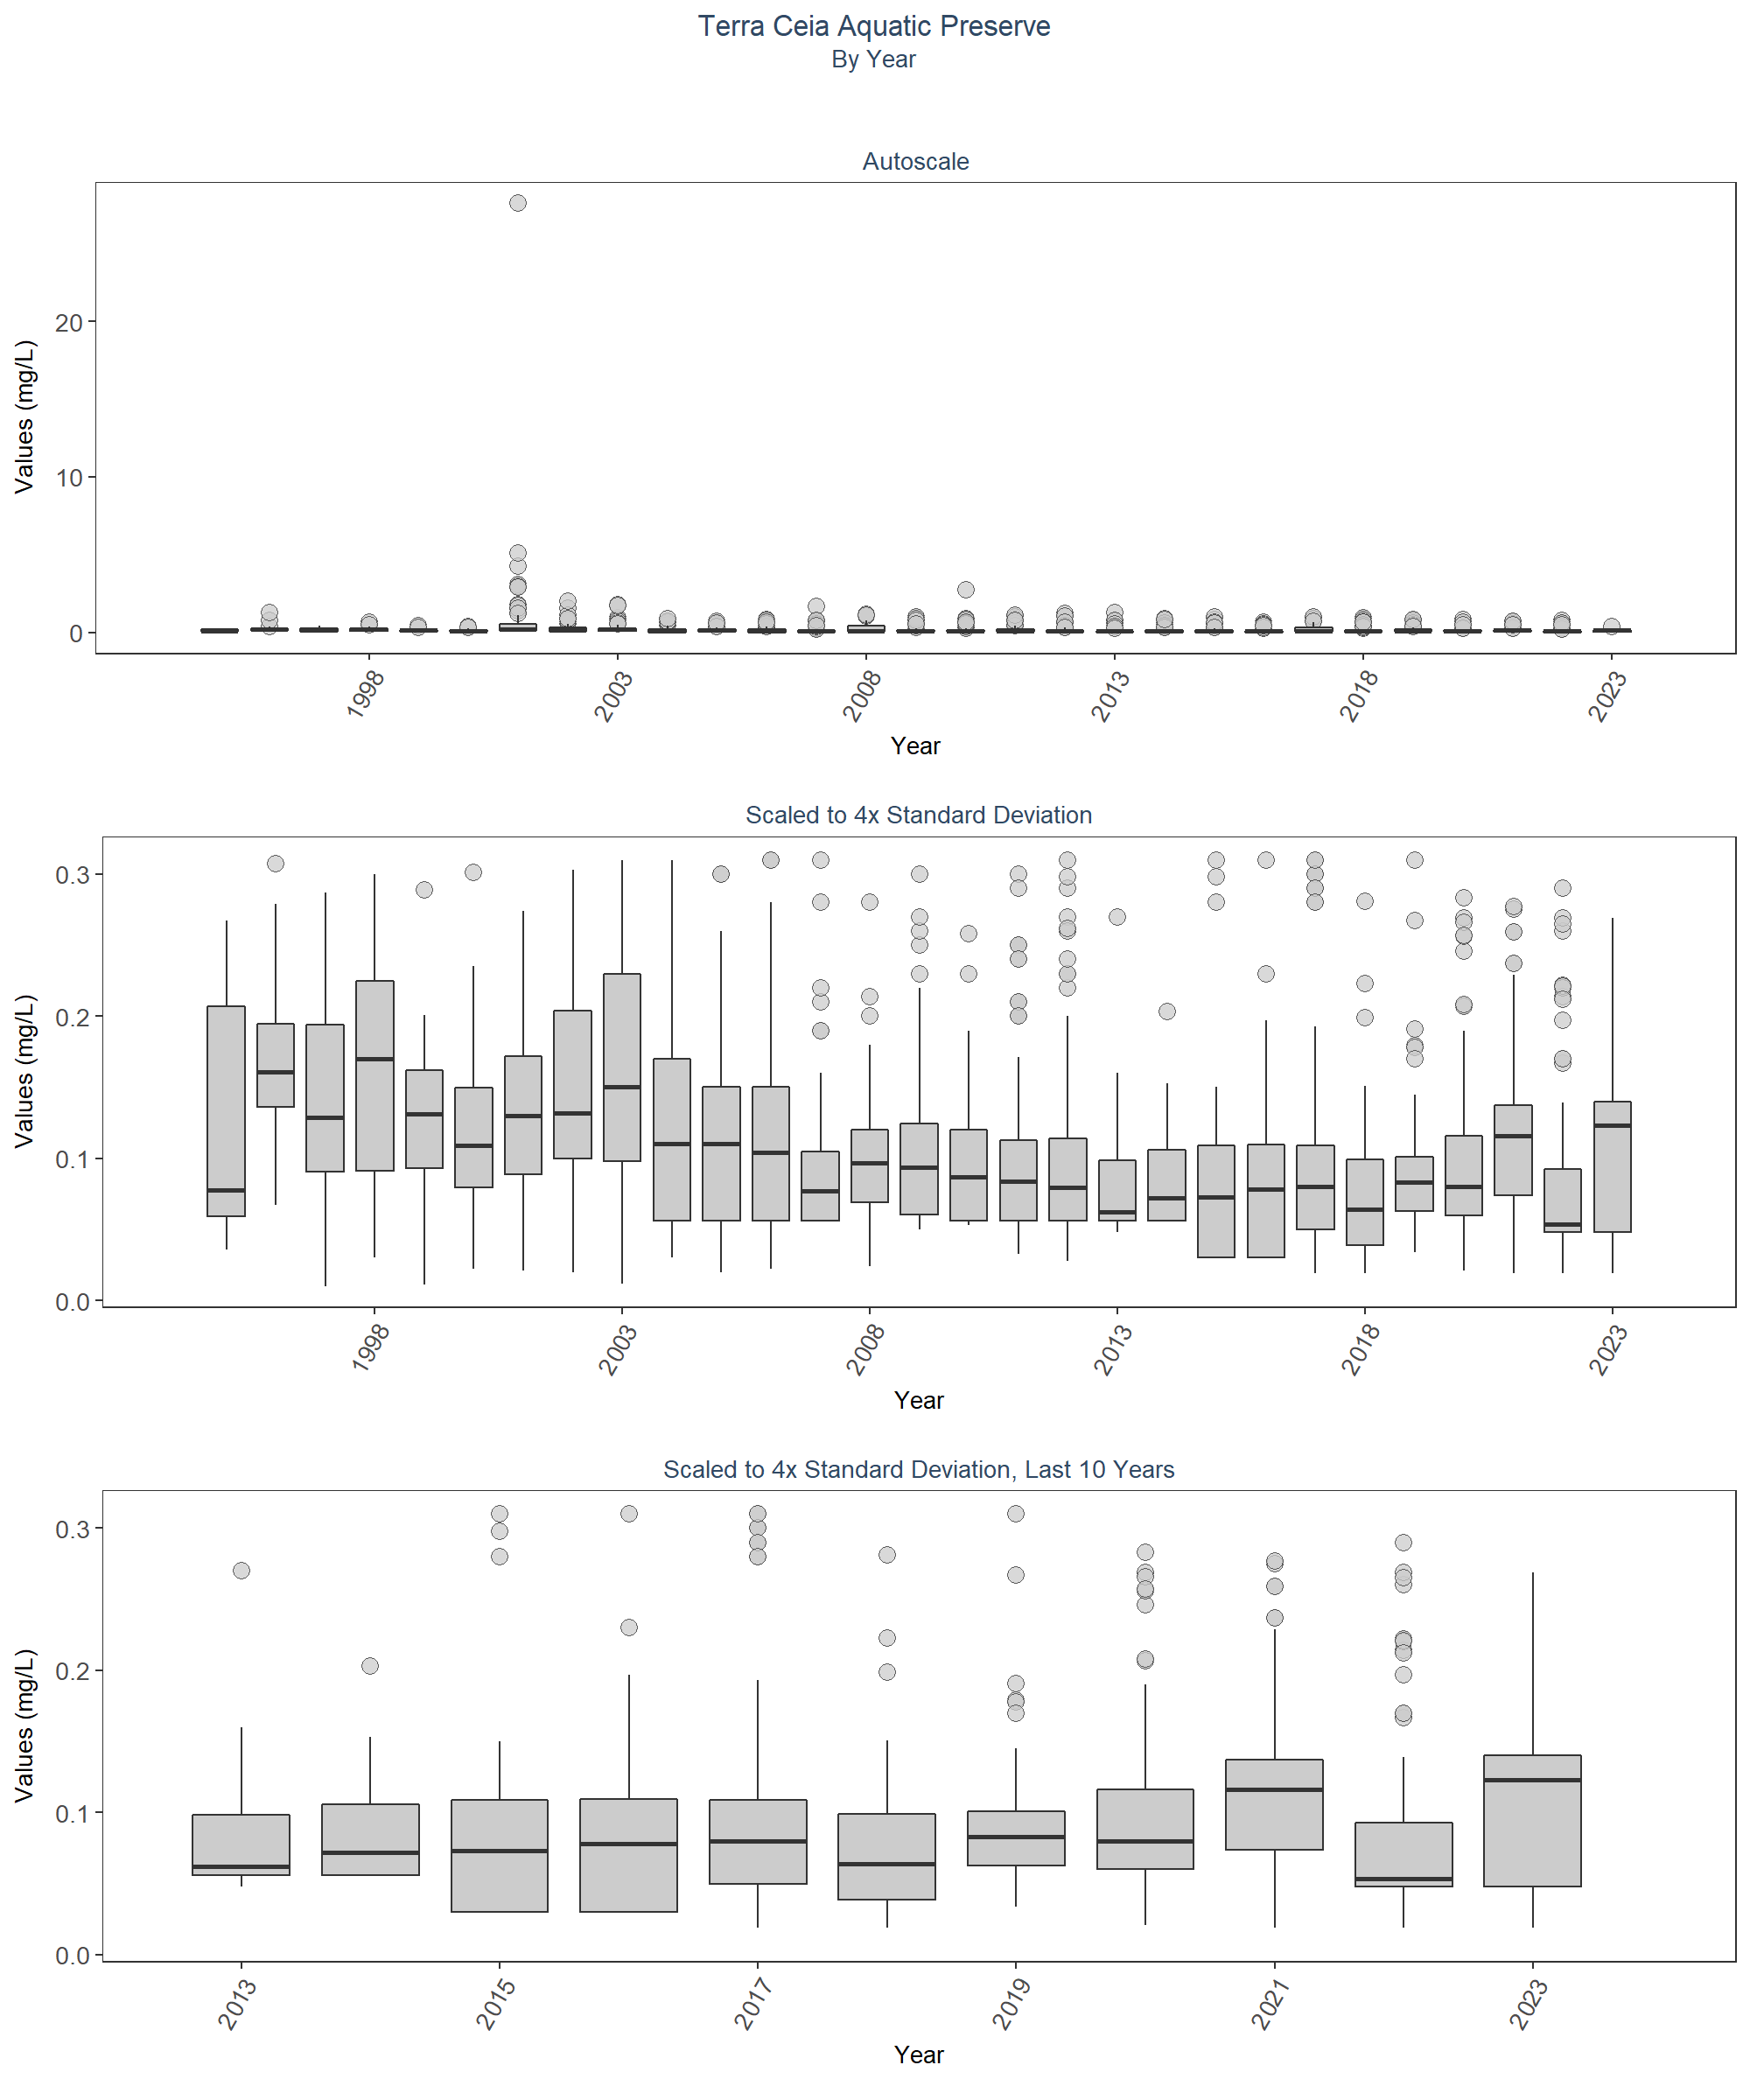 Terra Ceia Aquatic Preserve
By Year
Autoscale
Values (mg/L)
20
10
0
1998 2003 2008 2013 2018 2023
Year
Scaled to 4x Standard Deviation
Values (mg/L)
0.3
0.2
0.1
0.0
1998 2003 2008 2013 2018 2023
Year
Scaled to 4x Standard Deviation, Last 10 Years
Values (mg/L)
0.3
0.2
0.1
0.0
2013 2015 2017 2019 2021 2023
Year